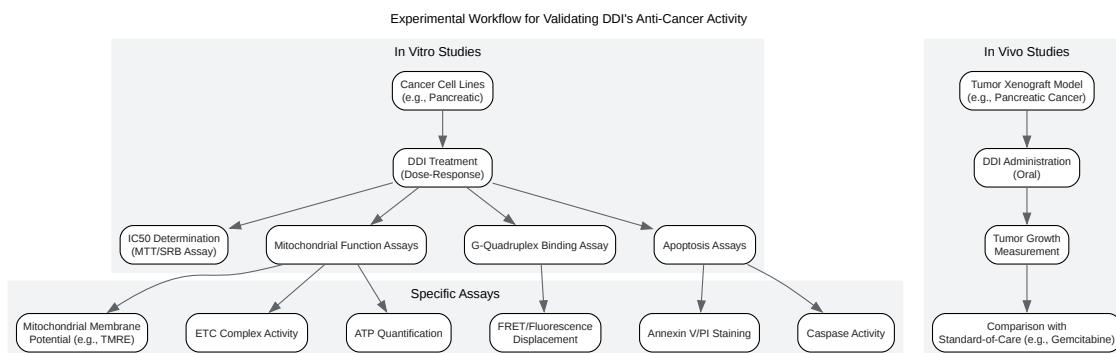 Experimental Workflow for Validating DDI's Anti-Cancer Activity
In Vitro Studies
Cancer Cell Lines
(e.g., Pancreatic)
DDI Treatment
(Dose-Response)
IC50 Determination
(MTT/SRB Assay)
Mitochondrial Function Assays
G-Quadruplex Binding Assay
Apoptosis Assays
Specific Assays
Mitochondrial Membrane
Potential (e.g., TMRE)
ETC Complex Activity
ATP Quantification
FRET/Fluorescence
Displacement
Annexin V/PI Staining
Caspase Activity
In Vivo Studies
Tumor Xenograft Model
(e.g., Pancreatic Cancer)
DDI Administration
(Oral)
Tumor Growth
Measurement
Comparison with
Standard-of-Care (e.g., Gemcitabine)